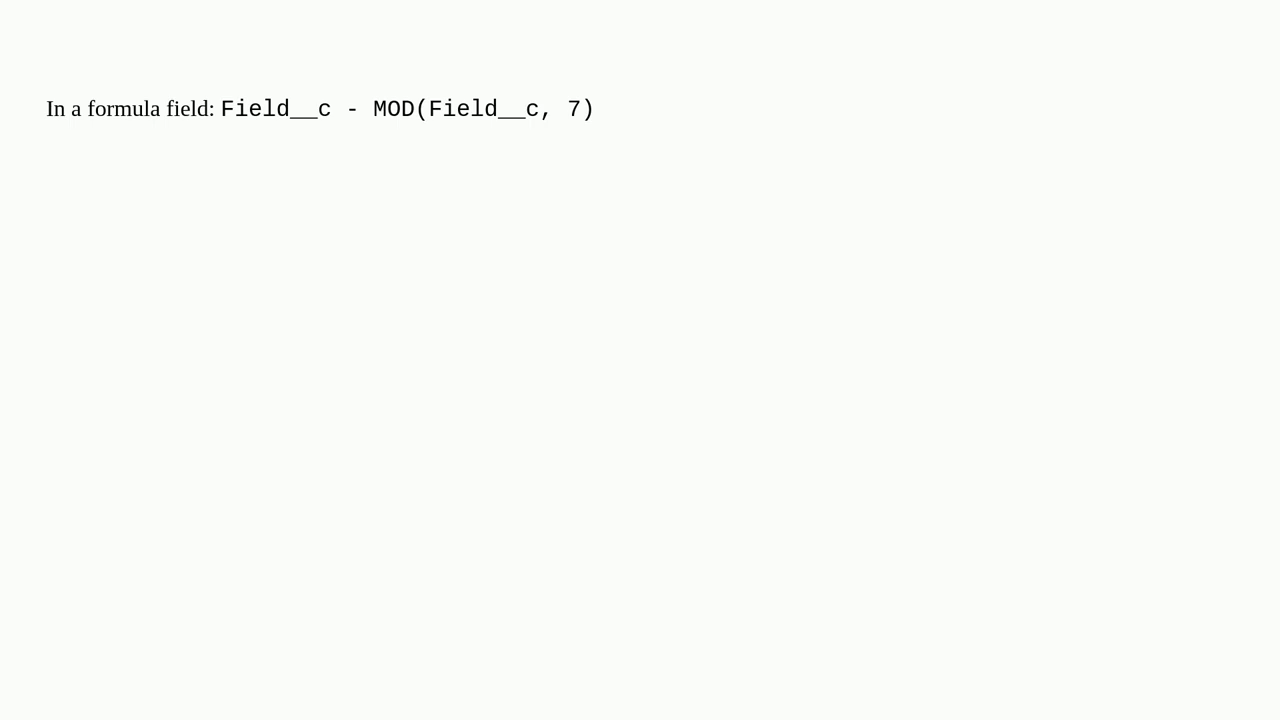 In a formula field: Field__c - MOD(Field__c, 7)